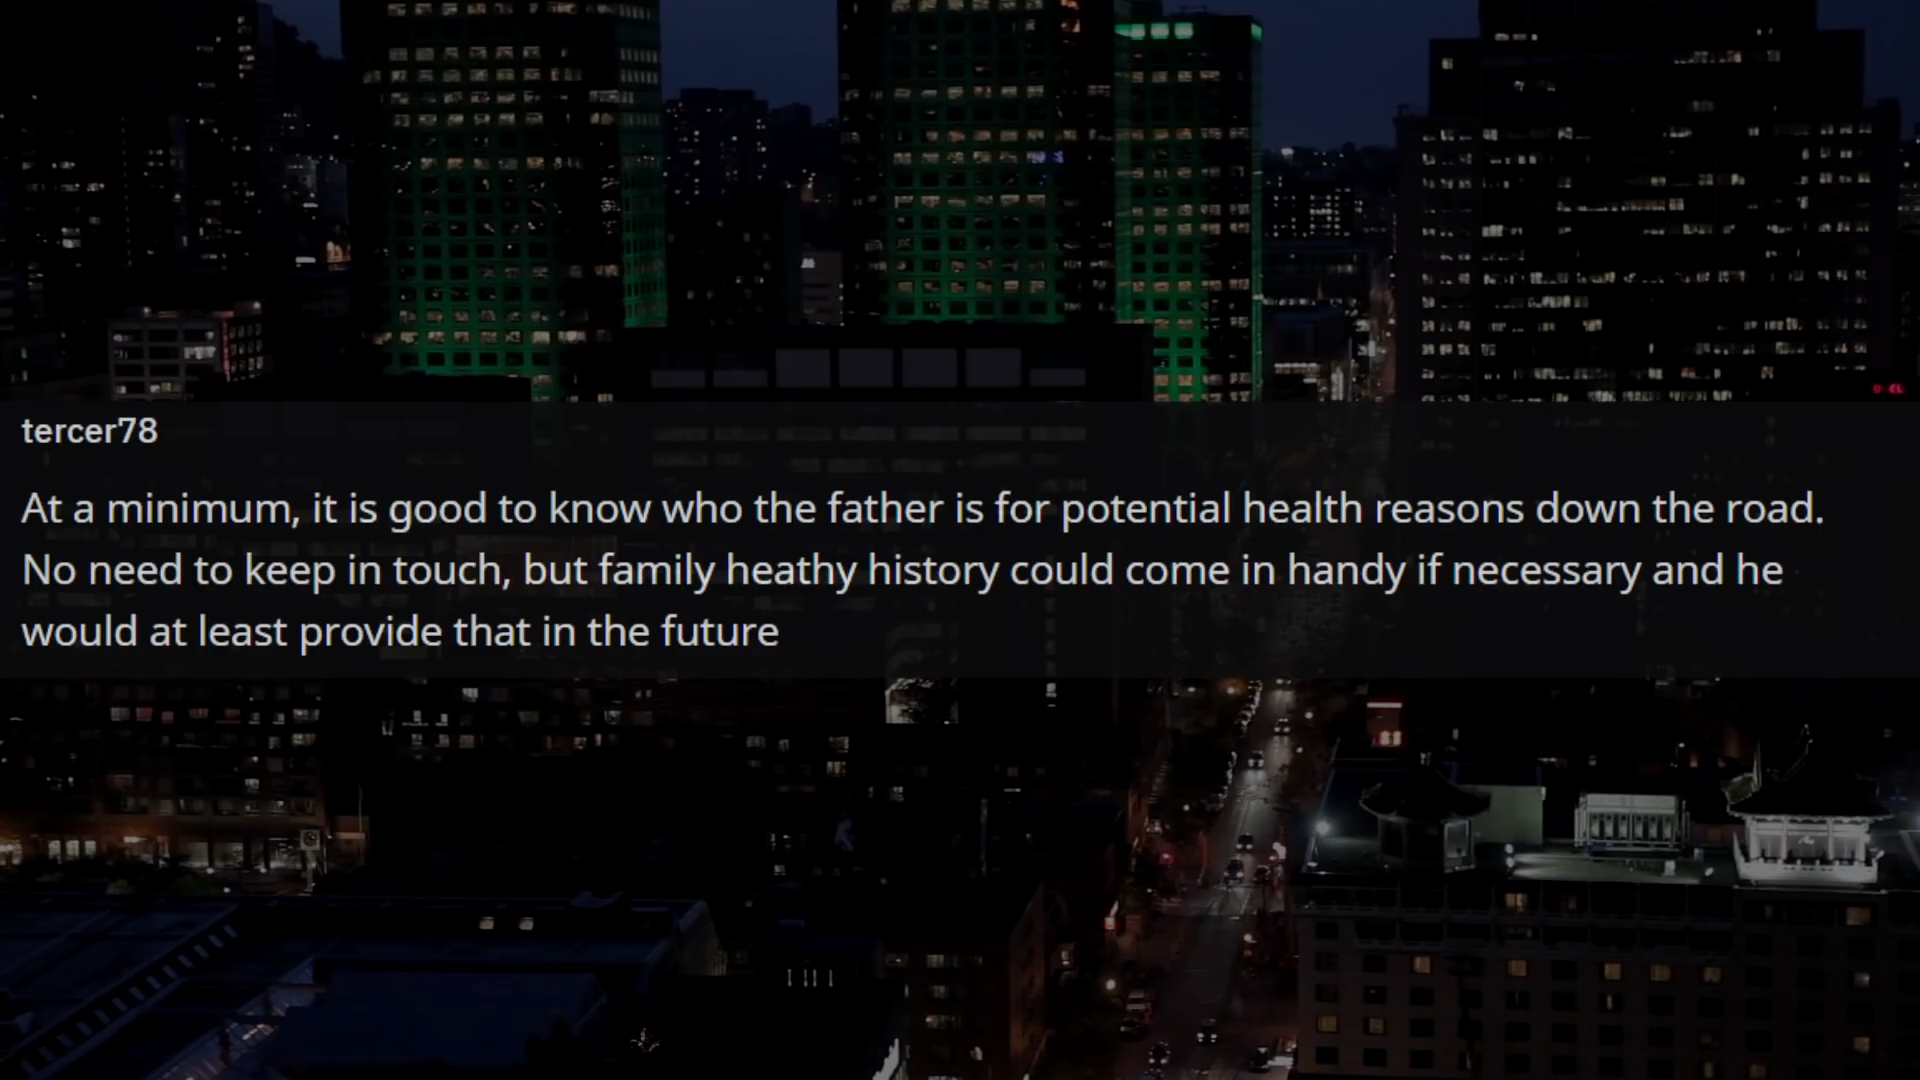 tercer78
At a minimum, it is good to know who the father is for potential health reasons down the road.
No need to keep in touch, but family heathy history could come in handy if necessary and he
would at least provide that in the future